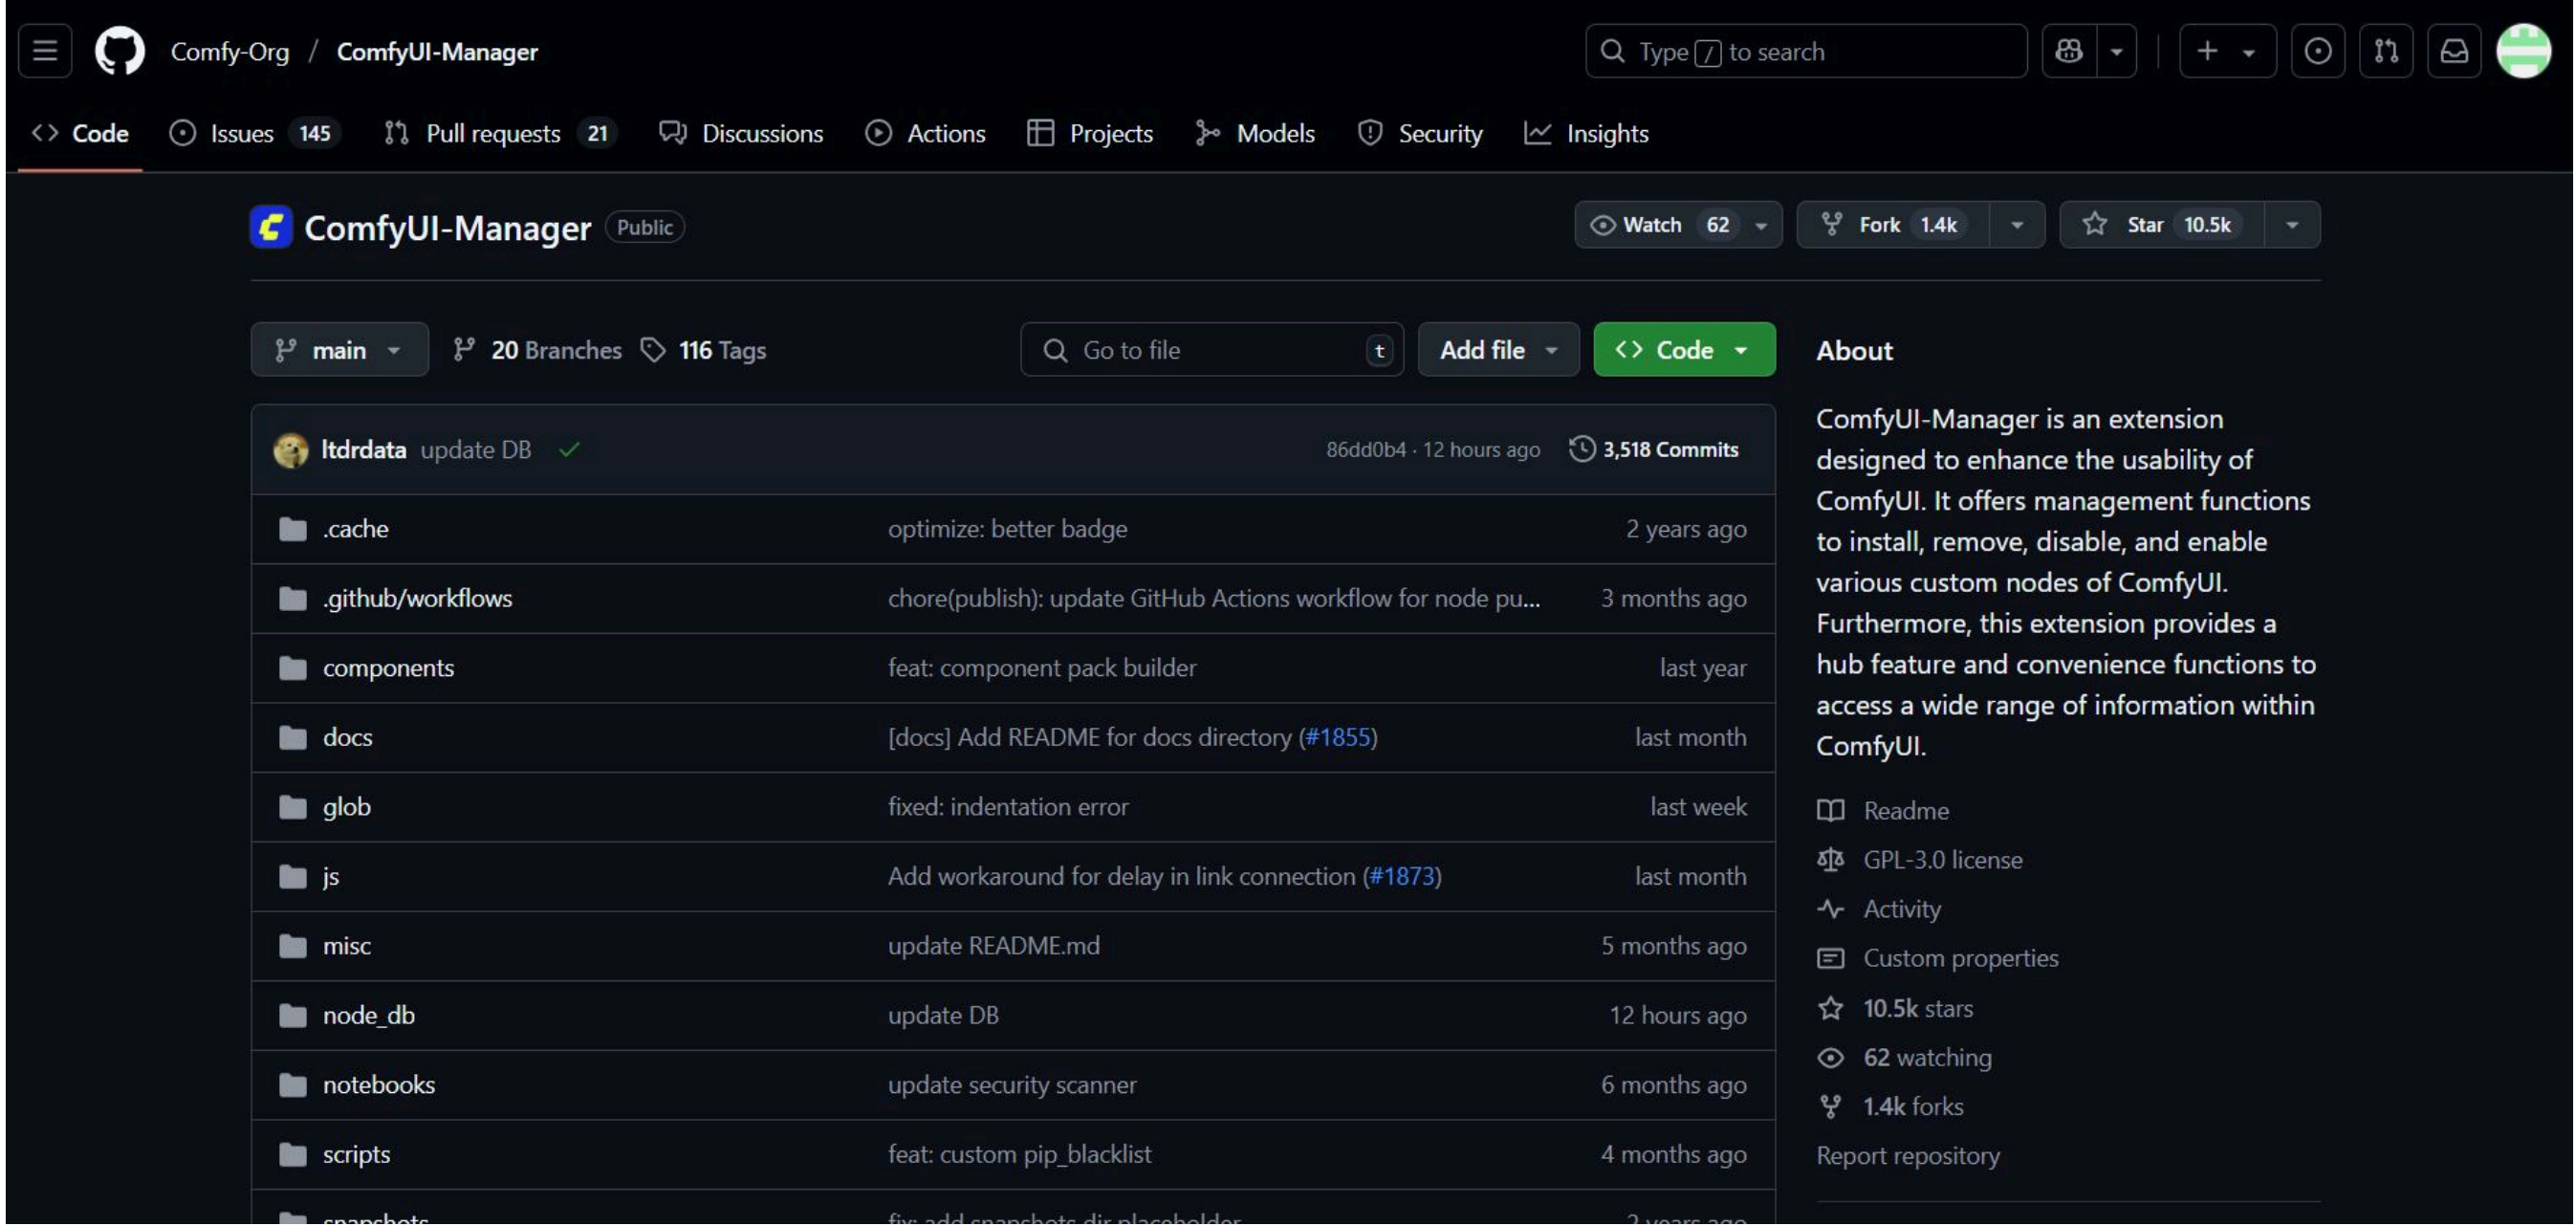 Comfy-Org / ComfyUI-Manager
Type / to search
Code
Issues 145
Pull requests 21
Discussions
Actions
Projects
Models
Security
Insights
ComfyUI-Manager Public
Watch 62
Fork 1.4k
Star 10.5k
main
20 Branches
116 Tags
Go to file t
Add file
Code
ltdrdata update DB
86dd0b4 · 12 hours ago
3,518 Commits
.cache optimize: better badge 2 years ago
.github/workflows chore(publish): update GitHub Actions workflow for node pu... 3 months ago
components feat: component pack builder last year
docs [docs] Add README for docs directory (#1855) last month
glob fixed: indentation error last week
js Add workaround for delay in link connection (#1873) last month
misc update README.md 5 months ago
node_db update DB 12 hours ago
notebooks update security scanner 6 months ago
scripts feat: custom pip_blacklist 4 months ago
snapshots fix: add snapshots dir placeholder 2 years ago
About
ComfyUI-Manager is an extension
designed to enhance the usability of
ComfyUI. It offers management functions
to install, remove, disable, and enable
various custom nodes of ComfyUI.
Furthermore, this extension provides a
hub feature and convenience functions to
access a wide range of information within
ComfyUI.
Readme
GPL-3.0 license
Activity
Custom properties
10.5k stars
62 watching
1.4k forks
Report repository